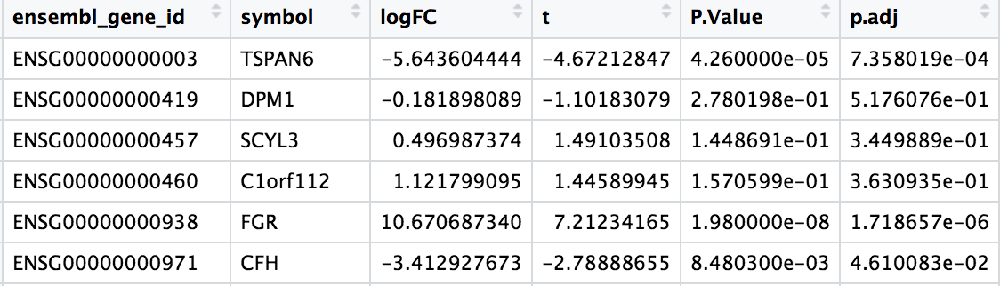 ensembl_gene_id symbol logFC t P.Value p.adj
ENSG00000000003 TSPAN6 -5.643604444 -4.67212847 4.260000e-05 7.358019e-04
ENSG00000000419 DPM1 -0.181898089 -1.10183079 2.780198e-01 5.176076e-01
ENSG00000000457 SCYL3 0.496987374 1.49103508 1.448691e-01 3.449889e-01
ENSG00000000460 C1orf112 1.121799095 1.44589945 1.570599e-01 3.630935e-01
ENSG00000000938 FGR 10.670687340 7.21234165 1.980000e-08 1.718657e-06
ENSG00000000971 CFH -3.412927673 -2.78888655 8.480300e-03 4.610083e-02